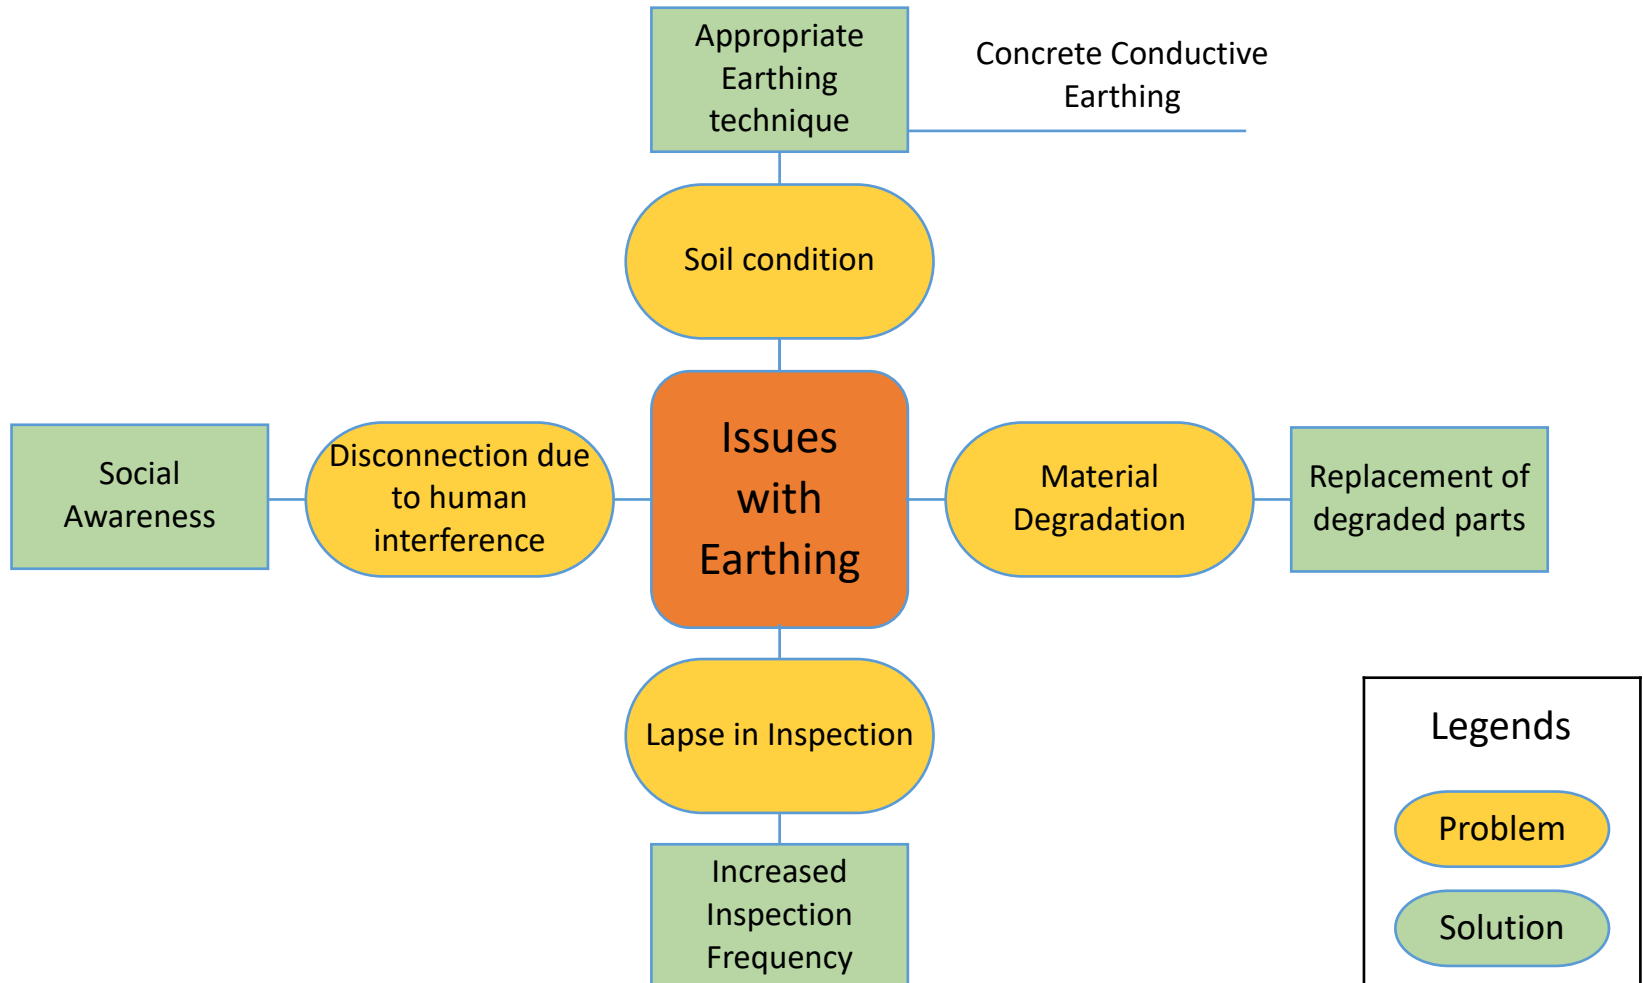 Appropriate
Earthing
technique
Concrete Conductive
Earthing
Soil condition
Social
Awareness
Disconnection due
to human
interference
Issues
with
Earthing
Material
Degradation
Replacement of
degraded parts
Lapse in Inspection
Increased
Inspection
Frequency
Legends
Problem
Solution